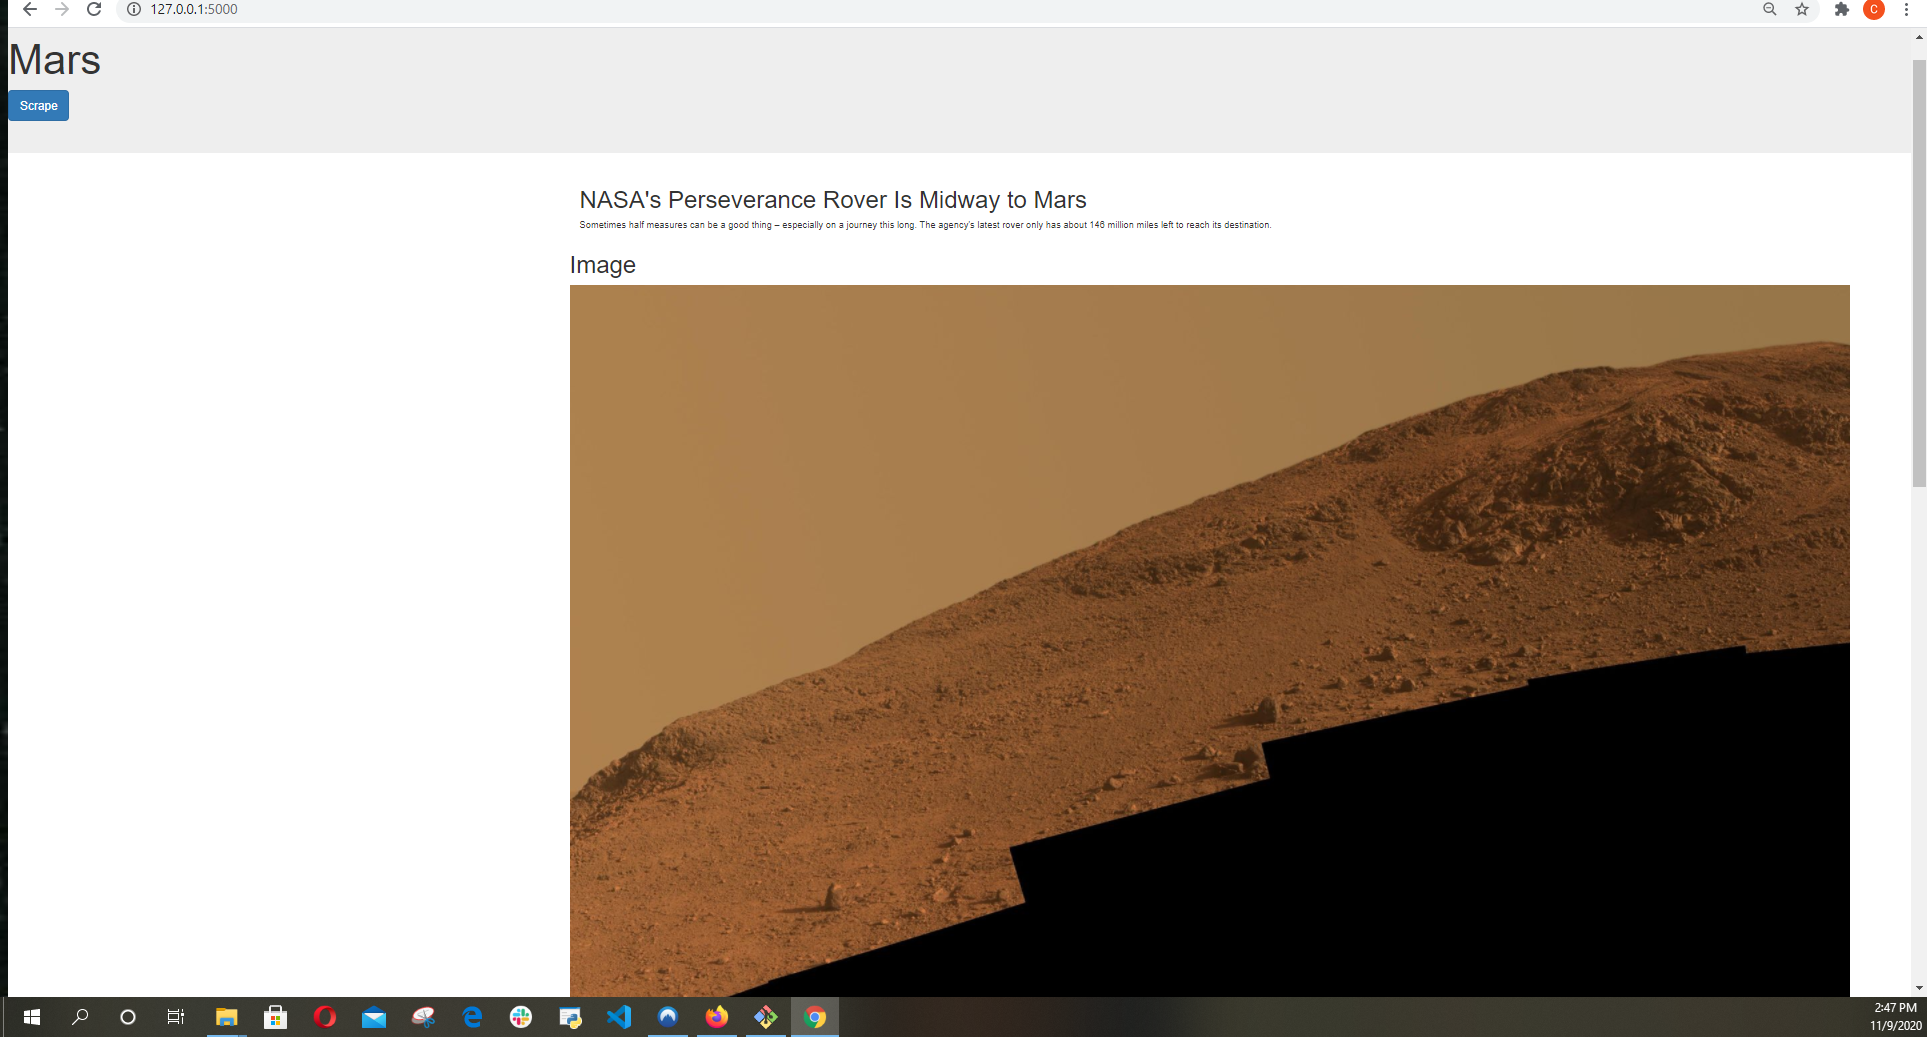 127.0.0.1:5000
C
Mars
Scrape
NASA's Perseverance Rover Is Midway to Mars
Sometimes half measures can be a good thing – especially on a journey this long. The agency's latest rover only has about 146 million miles left to reach its destination.
Image
2:47 PM
11/9/2020